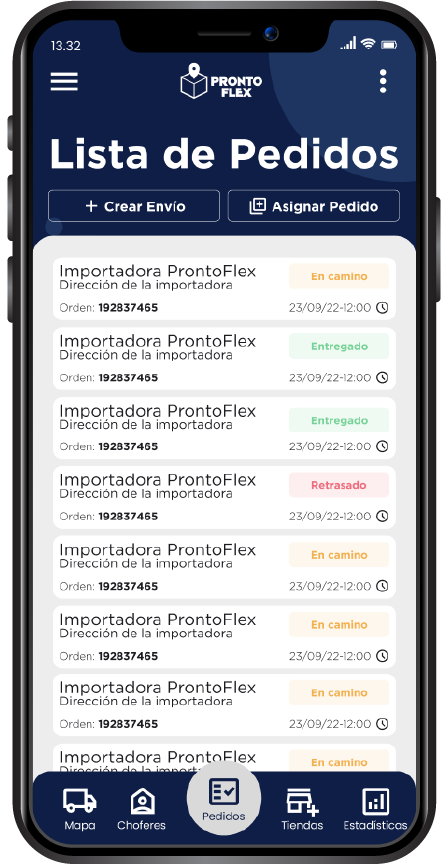 13.32
PRONTO
FLEX
Lista de Pedidos
+ Crear Envío
Asignar Pedido
Importadora ProntoFlex
En camino
Dirección de la importadora
Orden: 192837465
23/09/22-12:00
Importadora ProntoFlex
Entregado
Dirección de la importadora
Orden: 192837465
23/09/22-12:00
Importadora ProntoFlex
Entregado
Dirección de la importadora
Orden: 192837465
23/09/22-12:00
Importadora ProntoFlex
Retrasado
Dirección de la importadora
Orden: 192837465
23/09/22-12:00
Importadora ProntoFlex
En camino
Dirección de la importadora
Orden: 192837465
23/09/22-12:00
Importadora ProntoFlex
En camino
Dirección de la importadora
Orden: 192837465
23/09/22-12:00
Importadora ProntoFlex
En camino
Dirección de la importadora
Orden: 192837465
23/09/22-12:00
Importadora ProntoFlex
En camino
Dirección de la importadora
Mapa
Choferes
Pedidos
Tiendas
Estadísticas